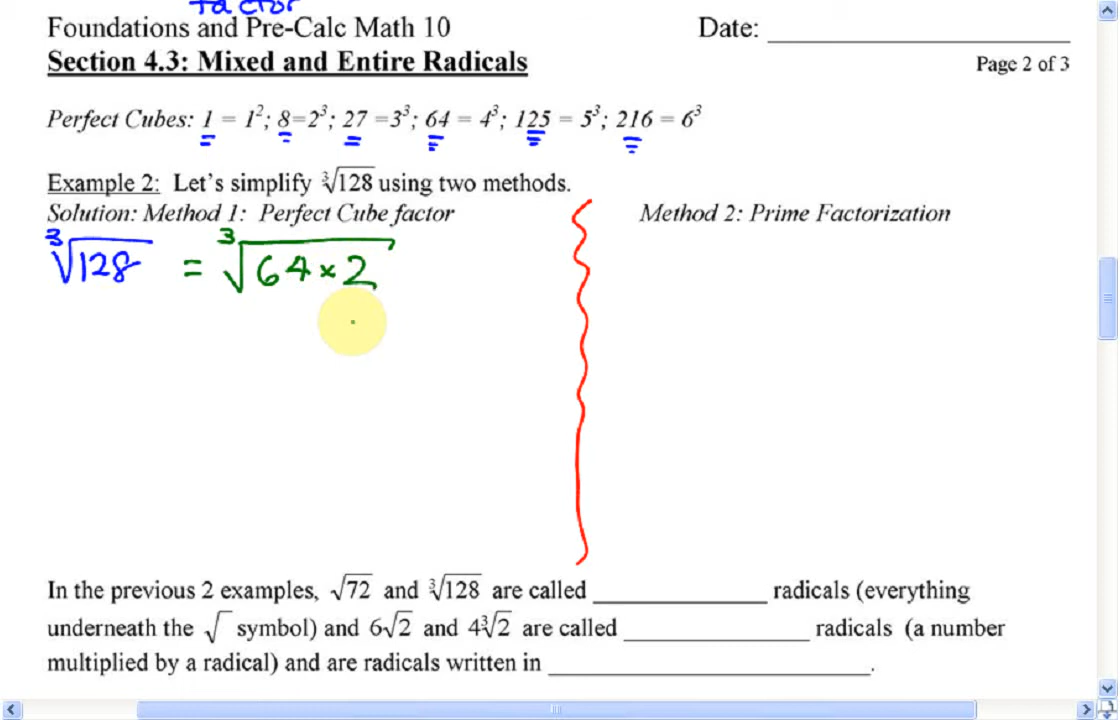 factor
Foundations and Pre-Calc Math 10 Date: ____________
Section 4.3: Mixed and Entire Radicals Page 2 of 3
Perfect Cubes: 1 = 1²; 8=2³; 27 =3³; 64 = 4³; 125 = 5³; 216 = 6³
Example 2: Let's simplify ∛128 using two methods.
Solution: Method 1: Perfect Cube factor Method 2: Prime Factorization
∛128 = ∛64 × 2
In the previous 2 examples, √72 and ∛128 are called ____________ radicals (everything
underneath the √ symbol) and 6√2 and 4∛2 are called ____________ radicals (a number
multiplied by a radical) and are radicals written in ____________.